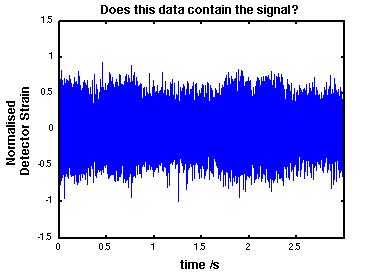 Does this data contain the signal?
1.5
1
0.5
0
-0.5
-1
-1.5
Normalised
Detector Strain
0 0.5 1 1.5 2 2.5
time /s